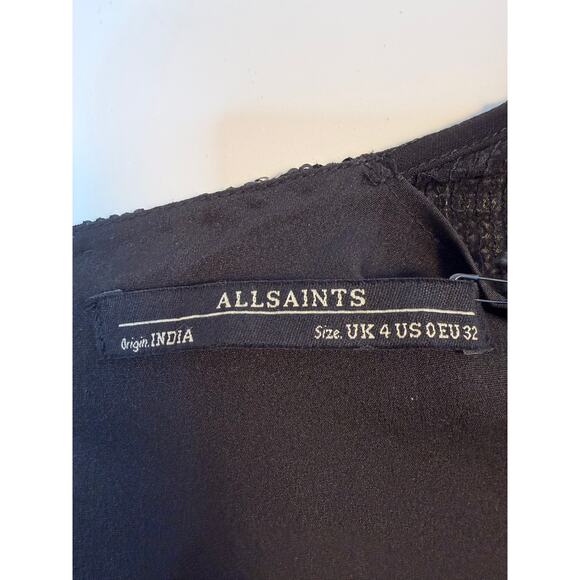 ALLSAINTS
Origin. INDIA Size. UK 4 US 0 EU 32